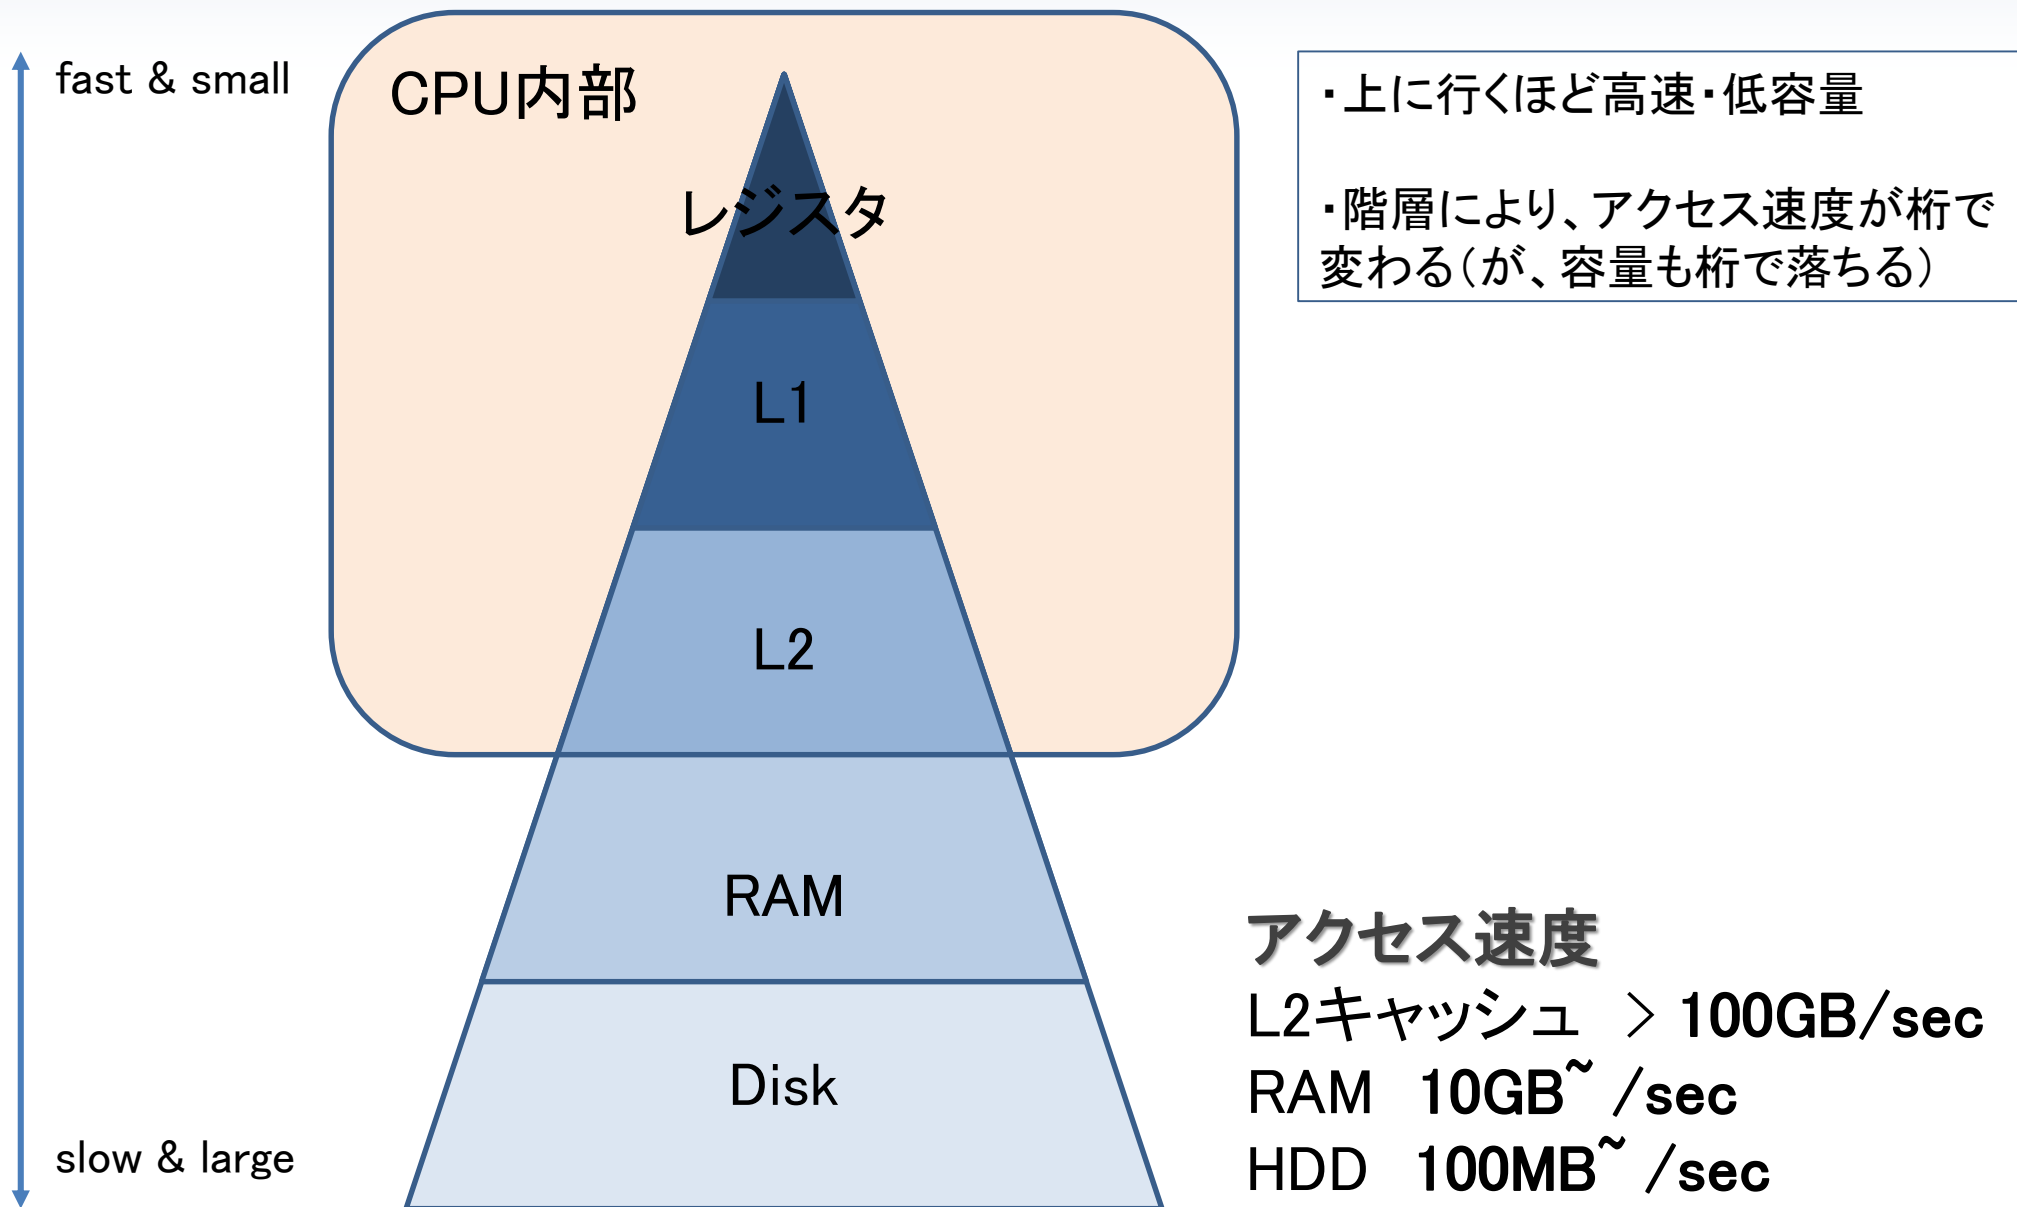 fast & small
CPU内部
・上に行くほど高速・低容量
・階層により、アクセス速度が桁で
変わる(が、容量も桁で落ちる)
レジスタ
L1
L2
RAM
Disk
slow & large
アクセス速度
L2キャッシュ > 100GB/sec
RAM 10GB~ /sec
HDD 100MB~ /sec